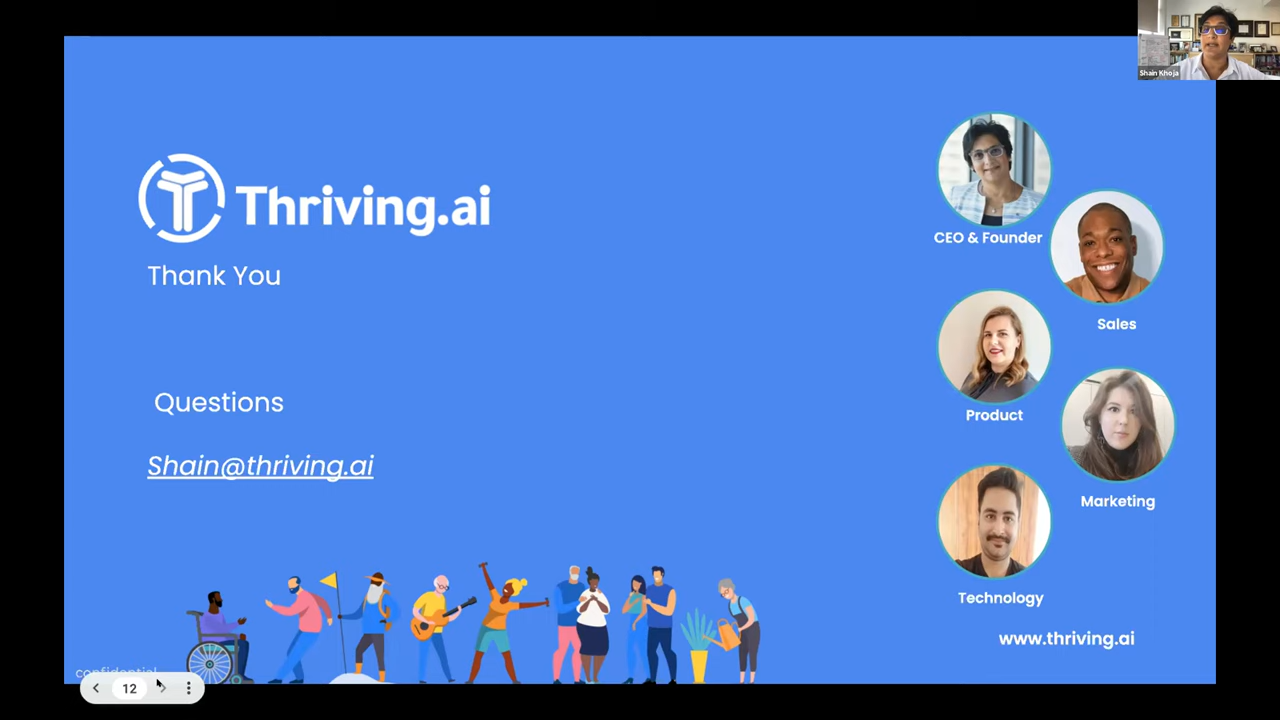 Shain Khoja
Thriving.ai
Thank You
CEO & Founder
Sales
Questions
Product
Shain@thriving.ai
Marketing
Technology
www.thriving.ai
confidential
12